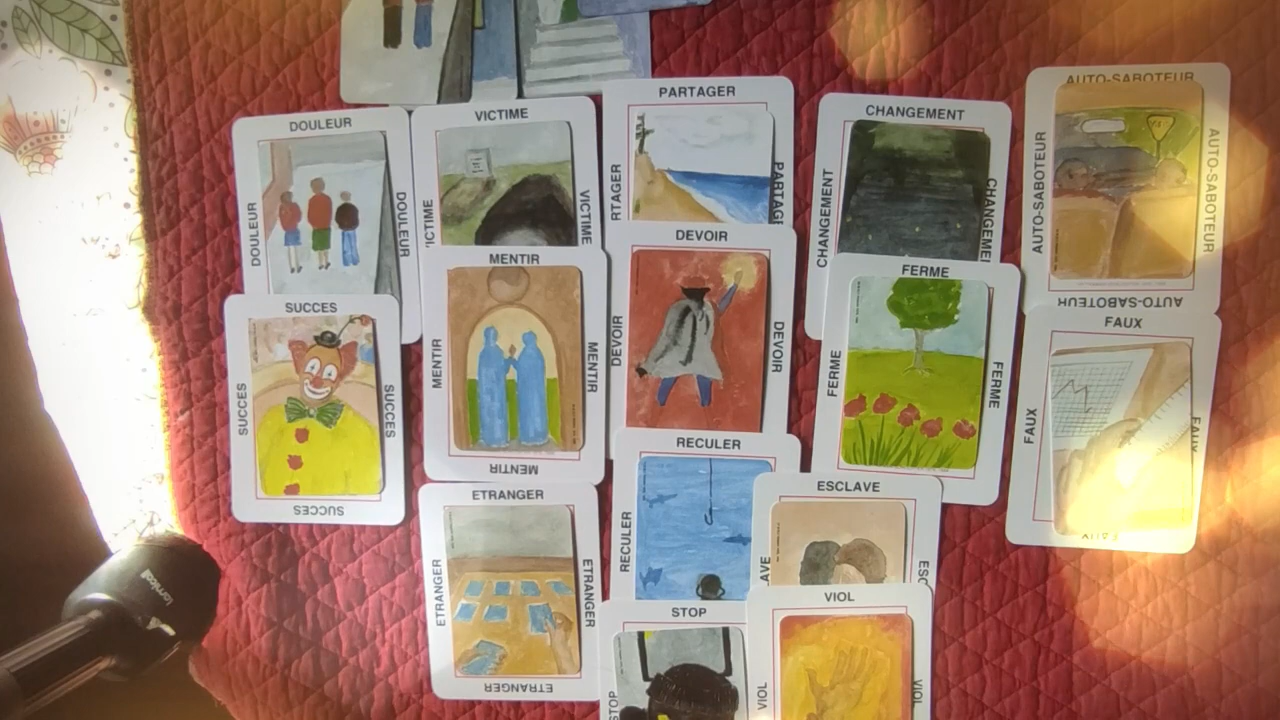 DOULEUR
DOULEUR
DOULEUR
VICTIME
VICTIME
PARTAGER
CHANGEMENT
CHANGEMENT
AUTO-SABOTEUR
AUTO-SABOTEUR
AUTO-SABOTEUR
AUTO-SABOTEUR
SUCCES
SUCCES
SUCCES
SUCCES
MENTIR
MENTIR
MENTIR
MENTIR
DEVOIR
DEVOIR
DEVOIR
FERME
FERME
FERME
FAUX
FAUX
FAUX
ETRANGER
ETRANGER
ETRANGER
ETRANGER
RECULER
RECULER
ESCLAVE
STOP
STOP
VIOL
VIOL
VIOL